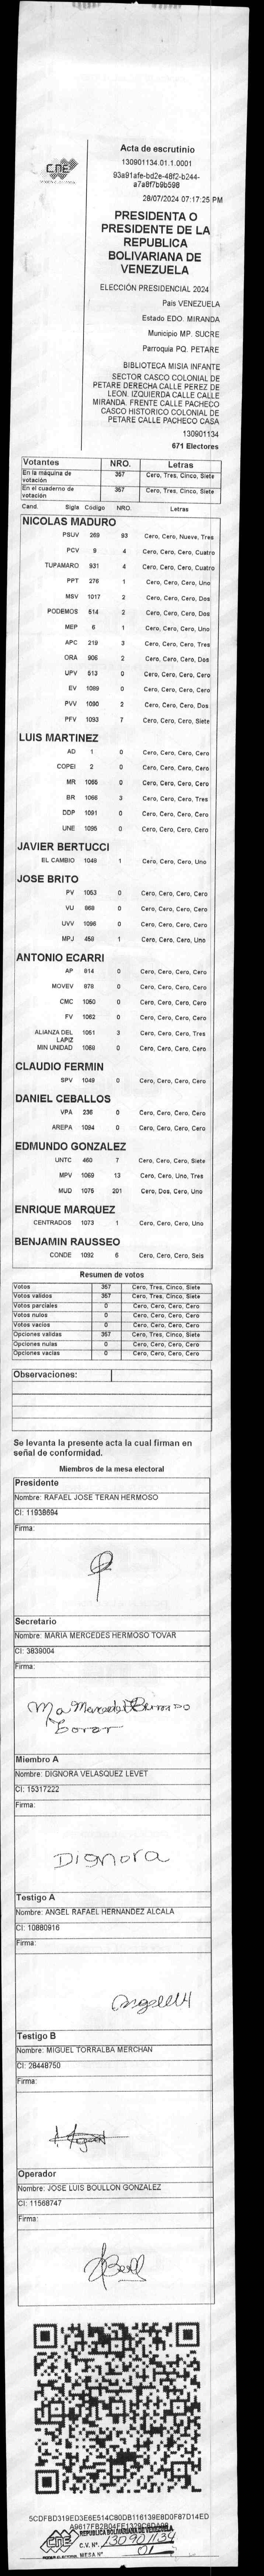 CNE
Acta de escrutinio
130901134.01.1.0001
93a91afe-bd2e-48f2-b244-
a7a8f7b9b598
28/07/2024 07:17:25 PM
PRESIDENTA O
PRESIDENTE DE LA
REPUBLICA
BOLIVARIANA DE
VENEZUELA
ELECCIÓN PRESIDENCIAL 2024
Pais VENEZUELA
Estado EDO. MIRANDA
Municipio MP. SUCRE
Parroquia PQ. PETARE
BIBLIOTECA MISIA INFANTE
SECTOR CASCO COLONIAL DE
PETARE DERECHA CALLE PEREZ DE
LEON. IZQUIERDA CALLE CALLE
MIRANDA. FRENTE CALLE PACHECO
CASCO HISTORICO COLONIAL DE
PETARE CALLE PACHECO CASA
130901134
671 Electores
Votantes NRO. Letras
En la máquina de votación 357 Cero, Tres, Cinco, Siete
En el cuaderno de votación 357 Cero, Tres, Cinco, Siete
Cand. Sigla Código NRO. Letras
NICOLAS MADURO
PSUV 269 93 Cero, Cero, Nueve, Tres
PCV 9 4 Cero, Cero, Cero, Cuatro
TUPAMARO 931 4 Cero, Cero, Cero, Cuatro
PPT 276 1 Cero, Cero, Cero, Uno
MSV 1017 2 Cero, Cero, Cero, Dos
PODEMOS 514 2 Cero, Cero, Cero, Dos
MEP 6 1 Cero, Cero, Cero, Uno
APC 219 3 Cero, Cero, Cero, Tres
ORA 906 2 Cero, Cero, Cero, Dos
UPV 513 0 Cero, Cero, Cero, Cero
EV 1089 0 Cero, Cero, Cero, Cero
PVV 1090 2 Cero, Cero, Cero, Dos
PFV 1093 7 Cero, Cero, Cero, Siete
LUIS MARTINEZ
AD 1 0 Cero, Cero, Cero, Cero
COPEI 2 0 Cero, Cero, Cero, Cero
MR 1065 0 Cero, Cero, Cero, Cero
BR 1066 3 Cero, Cero, Cero, Tres
DDP 1091 0 Cero, Cero, Cero, Cero
UNE 1095 0 Cero, Cero, Cero, Cero
JAVIER BERTUCCI
EL CAMBIO 1048 1 Cero, Cero, Cero, Uno
JOSE BRITO
PV 1053 0 Cero, Cero, Cero, Cero
VU 868 0 Cero, Cero, Cero, Cero
UVV 1096 0 Cero, Cero, Cero, Cero
MPJ 458 1 Cero, Cero, Cero, Uno
ANTONIO ECARRI
AP 814 0 Cero, Cero, Cero, Cero
MOVEV 878 0 Cero, Cero, Cero, Cero
CMC 1050 0 Cero, Cero, Cero, Cero
FV 1062 0 Cero, Cero, Cero, Cero
ALIANZA DEL LAPIZ 1051 3 Cero, Cero, Cero, Tres
MIN UNIDAD 1068 0 Cero, Cero, Cero, Cero
CLAUDIO FERMIN
SPV 1049 0 Cero, Cero, Cero, Cero
DANIEL CEBALLOS
VPA 236 0 Cero, Cero, Cero, Cero
AREPA 1094 0 Cero, Cero, Cero, Cero
EDMUNDO GONZALEZ
UNTC 460 7 Cero, Cero, Cero, Siete
MPV 1069 13 Cero, Cero, Uno, Tres
MUD 1075 201 Cero, Dos, Cero, Uno
ENRIQUE MARQUEZ
CENTRADOS 1073 1 Cero, Cero, Cero, Uno
BENJAMIN RAUSSEO
CONDE 1092 6 Cero, Cero, Cero, Seis
Resumen de votos
Votos 357 Cero, Tres, Cinco, Siete
Votos validos 357 Cero, Tres, Cinco, Siete
Votos parciales 0 Cero, Cero, Cero, Cero
Votos nulos 0 Cero, Cero, Cero, Cero
Votos vacios 0 Cero, Cero, Cero, Cero
Opciones validas 357 Cero, Tres, Cinco, Siete
Opciones nulas 0 Cero, Cero, Cero, Cero
Opciones vacias 0 Cero, Cero, Cero, Cero
Observaciones:
Se levanta la presente acta la cual firman en
señal de conformidad.
Miembros de la mesa electoral
Presidente
Nombre: RAFAEL JOSE TERAN HERMOSO
CI: 11938694
Firma:
Secretario
Nombre: MARIA MERCEDES HERMOSO TOVAR
CI: 3839004
Firma:
Miembro A
Nombre: DIGNORA VELASQUEZ LEVET
CI: 15317222
Firma:
Dignora
Testigo A
Nombre: ANGEL RAFAEL HERNANDEZ ALCALA
CI: 10880916
Firma:
Testigo B
Nombre: MIGUEL TORRALBA MERCHAN
CI: 28448750
Firma:
Operador
Nombre: JOSE LUIS BOULLON GONZALEZ
CI: 11568747
Firma:
5CDFBD319ED3E6E514C80DB116139E8D0F87D14ED
CNE
REPÚBLICA BOLIVARIANA DE VENEZUELA
C.V. Nº. 130901134
MESA Nº 01